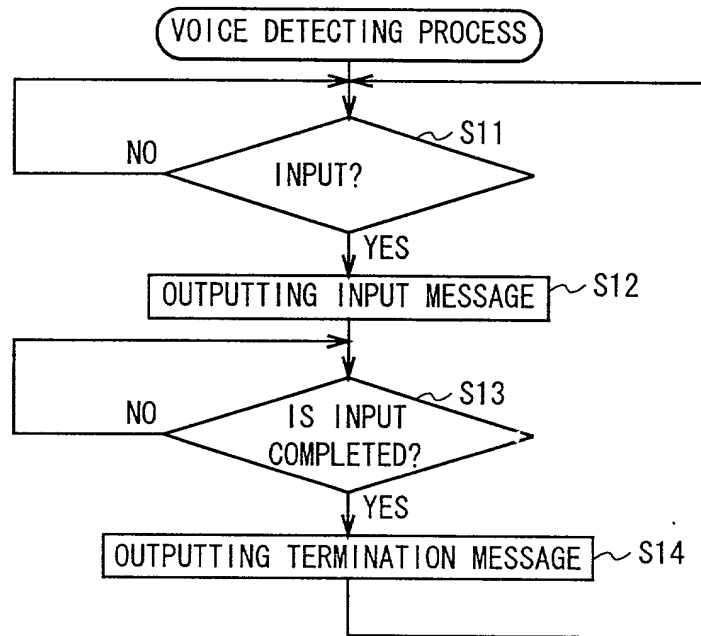 VOICE DETECTING PROCESS
S11
NO
INPUT?
YES
OUTPUTTING INPUT MESSAGE
S12
S13
NO
IS INPUT
COMPLETED?
YES
OUTPUTTING TERMINATION MESSAGE
S14